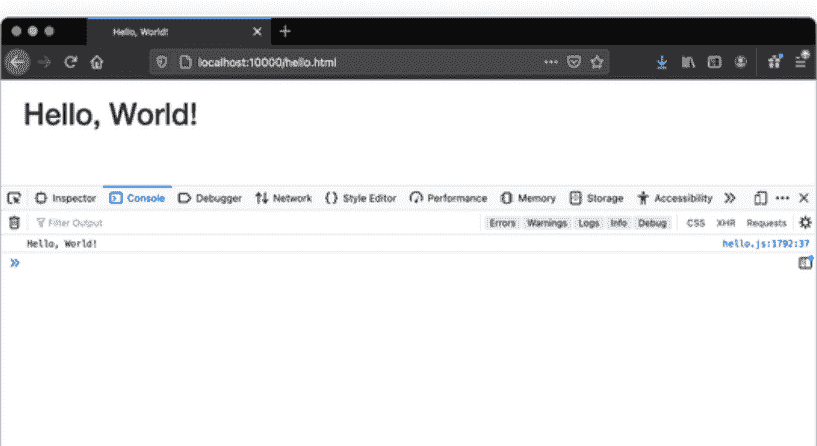 Hello, World!
localhost:10000/hello.html
Hello, World!
Inspector Console Debugger Network Style Editor Performance Memory Storage Accessibility
Filter Output Errors Warnings Logs Info Debug CSS XHR Requests
Hello, World! hello.js:1792:37